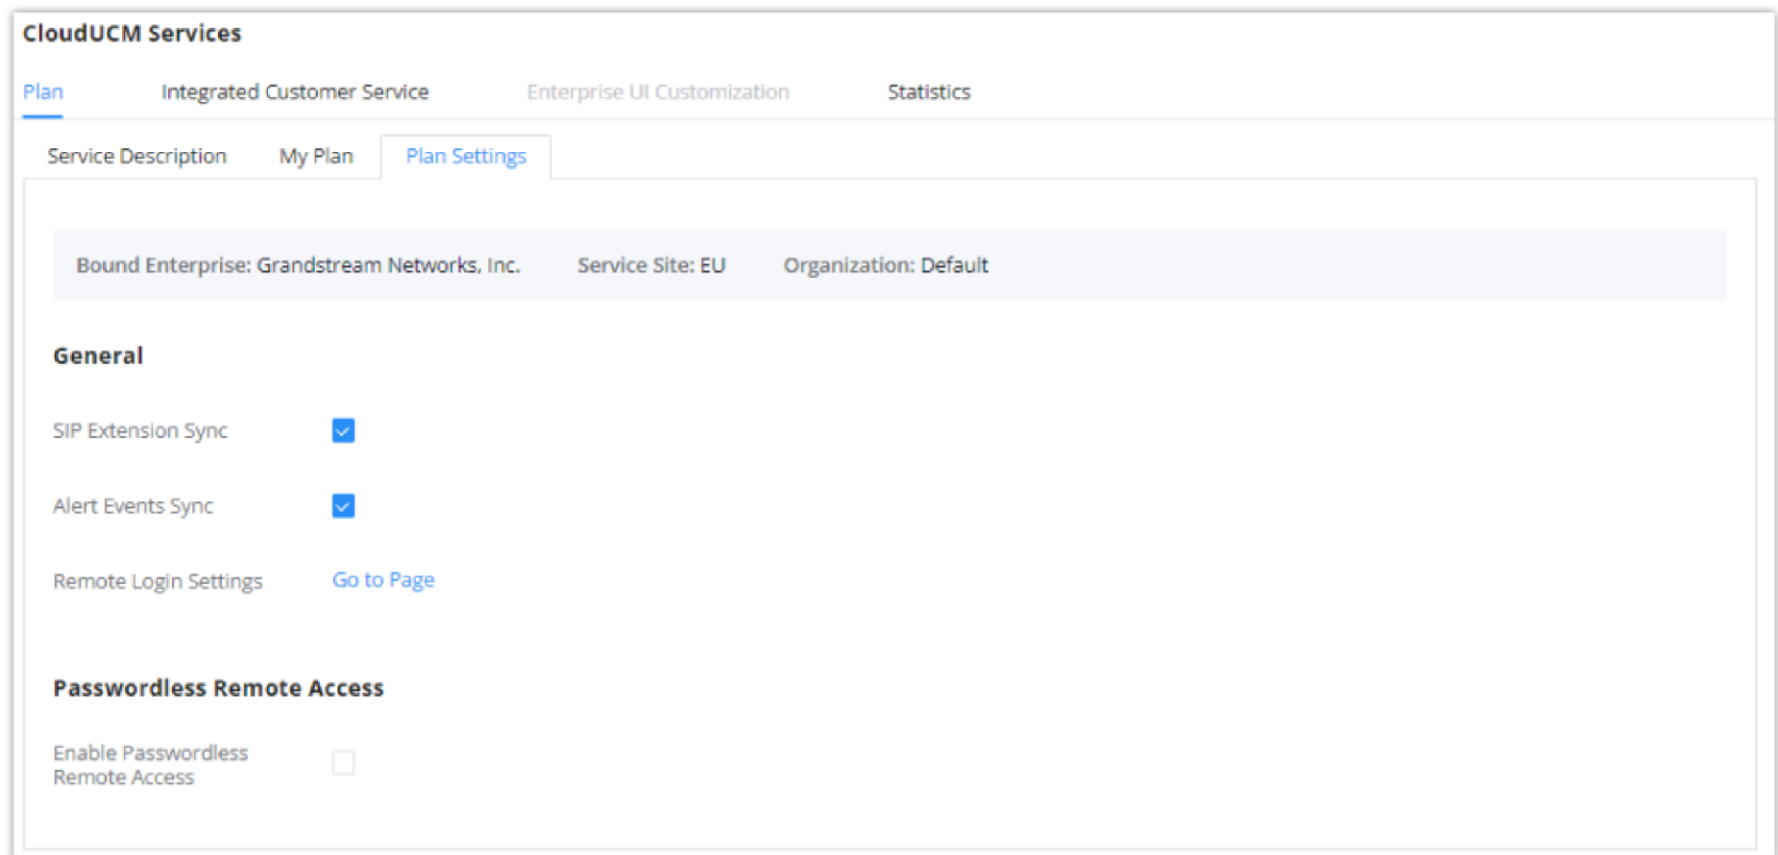 CloudUCM Services
Plan Integrated Customer Service Enterprise UI Customization Statistics
Service Description My Plan Plan Settings
Bound Enterprise: Grandstream Networks, Inc. Service Site: EU Organization: Default
General
SIP Extension Sync
Alert Events Sync
Remote Login Settings Go to Page
Passwordless Remote Access
Enable Passwordless
Remote Access